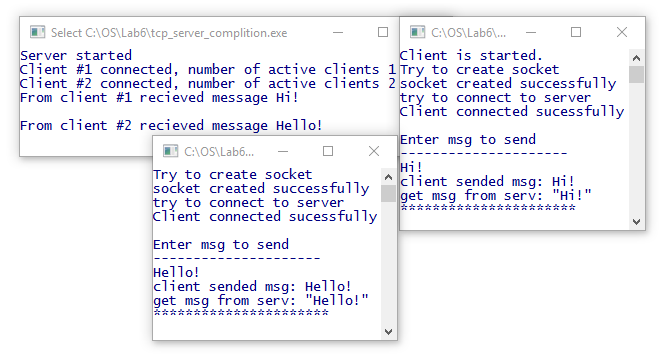 Select C:\OS\Lab6\tcp_server_complition.exe
Server started
Client #1 connected, number of active clients 1
Client #2 connected, number of active clients 2
From client #1 recieved message Hi!
From client #2 recieved message Hello!
C:\OS\Lab6\...
Client is started.
Try to create socket
socket created successfully
try to connect to server
Client connected sucessfully
Enter msg to send
---------------------
Hi!
client sended msg: Hi!
get msg from serv: "Hi!"
**********************
C:\OS\Lab6...
Try to create socket
socket created successfully
try to connect to server
Client connected sucessfully
Enter msg to send
---------------------
Hello!
client sended msg: Hello!
get msg from serv: "Hello!"
**********************